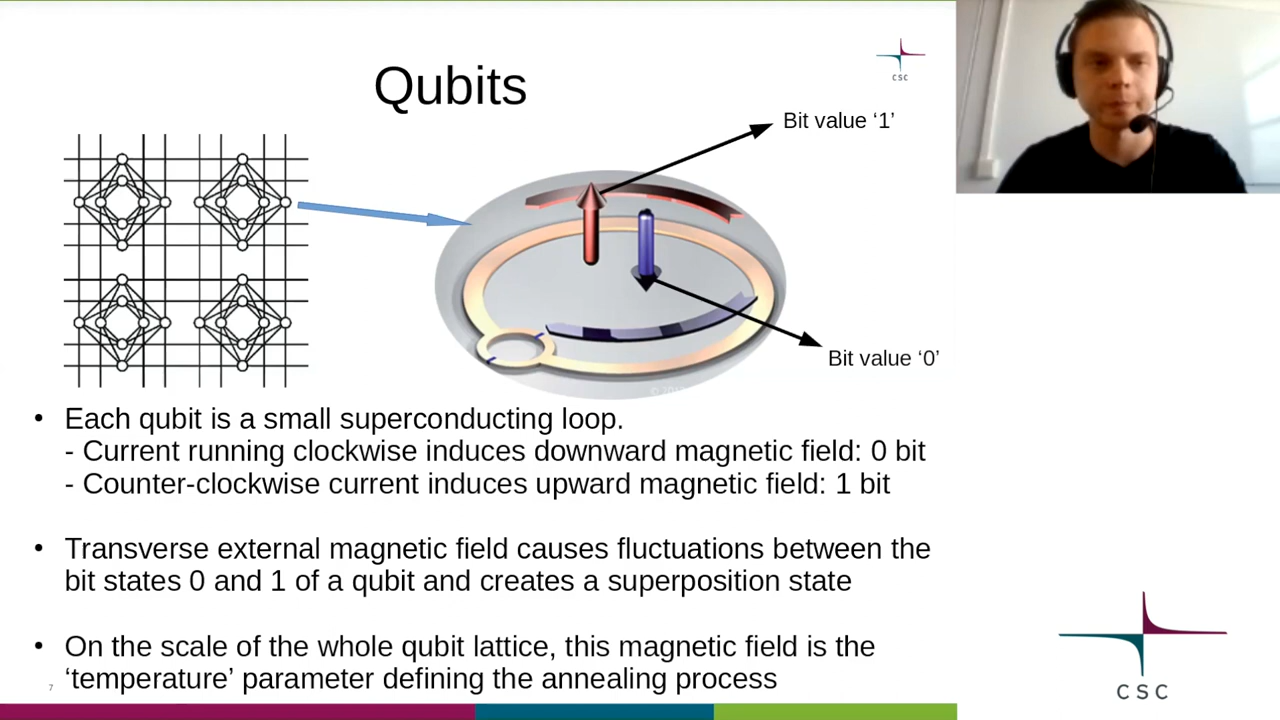 CSC
Qubits
Bit value ‘1’
Bit value ‘0’
• Each qubit is a small superconducting loop.
- Current running clockwise induces downward magnetic field: 0 bit
- Counter-clockwise current induces upward magnetic field: 1 bit
• Transverse external magnetic field causes fluctuations between the
bit states 0 and 1 of a qubit and creates a superposition state
• On the scale of the whole qubit lattice, this magnetic field is the
‘temperature’ parameter defining the annealing process
7
CSC